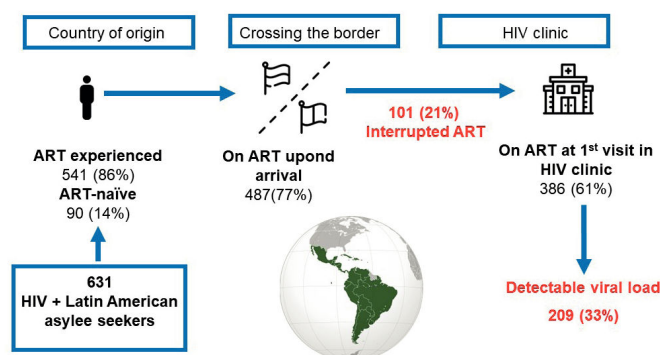 Country of origin
Crossing the border
HIV clinic
ART experienced
541 (86%)
ART-naïve
90 (14%)
631
HIV + Latin American
asylee seekers
On ART upond
arrival
487(77%)
101 (21%)
Interrupted ART
On ART at 1st visit in
HIV clinic
386 (61%)
Detectable viral load
209 (33%)